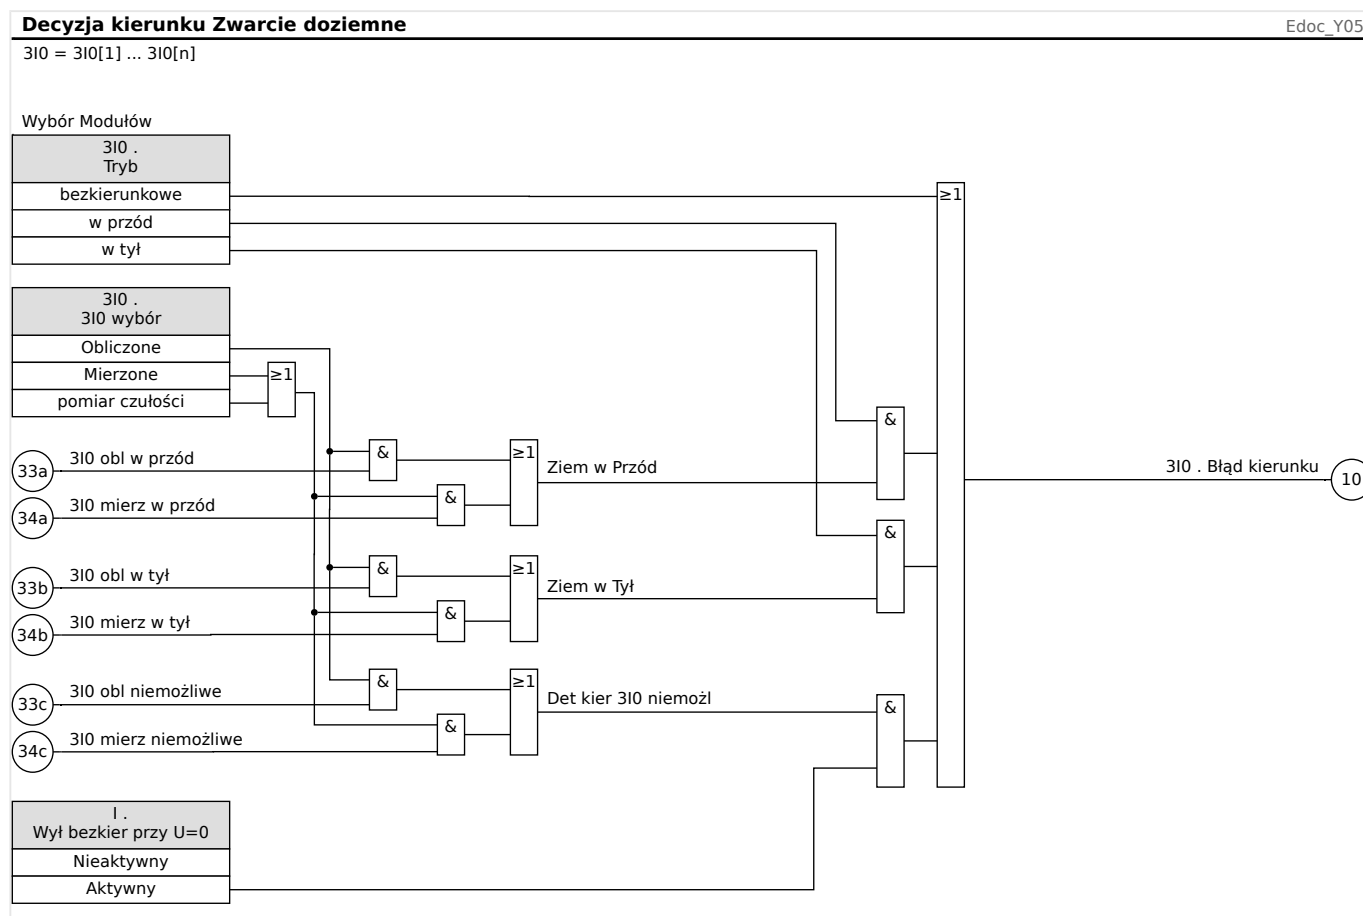 Decyzja kierunku Zwarcie doziemne
Edoc_Y05
3I0 = 3I0[1] ... 3I0[n]
Wybór Modułów
3I0 .
Tryb
bezkierunkowe
w przód
w tył
≥1
3I0 .
3I0 wybór
Obliczone
Mierzone
≥1
pomiar czułości
&
33a
3I0 obl w przód
&
≥1
Ziem w Przód
3I0 . Błąd kierunku
10
34a
3I0 mierz w przód
&
&
33b
3I0 obl w tył
&
≥1
Ziem w Tył
34b
3I0 mierz w tył
&
33c
3I0 obl niemożliwe
&
≥1
Det kier 3I0 niemożl
&
34c
3I0 mierz niemożliwe
&
I .
Wył bezkier przy U=0
Nieaktywny
Aktywny